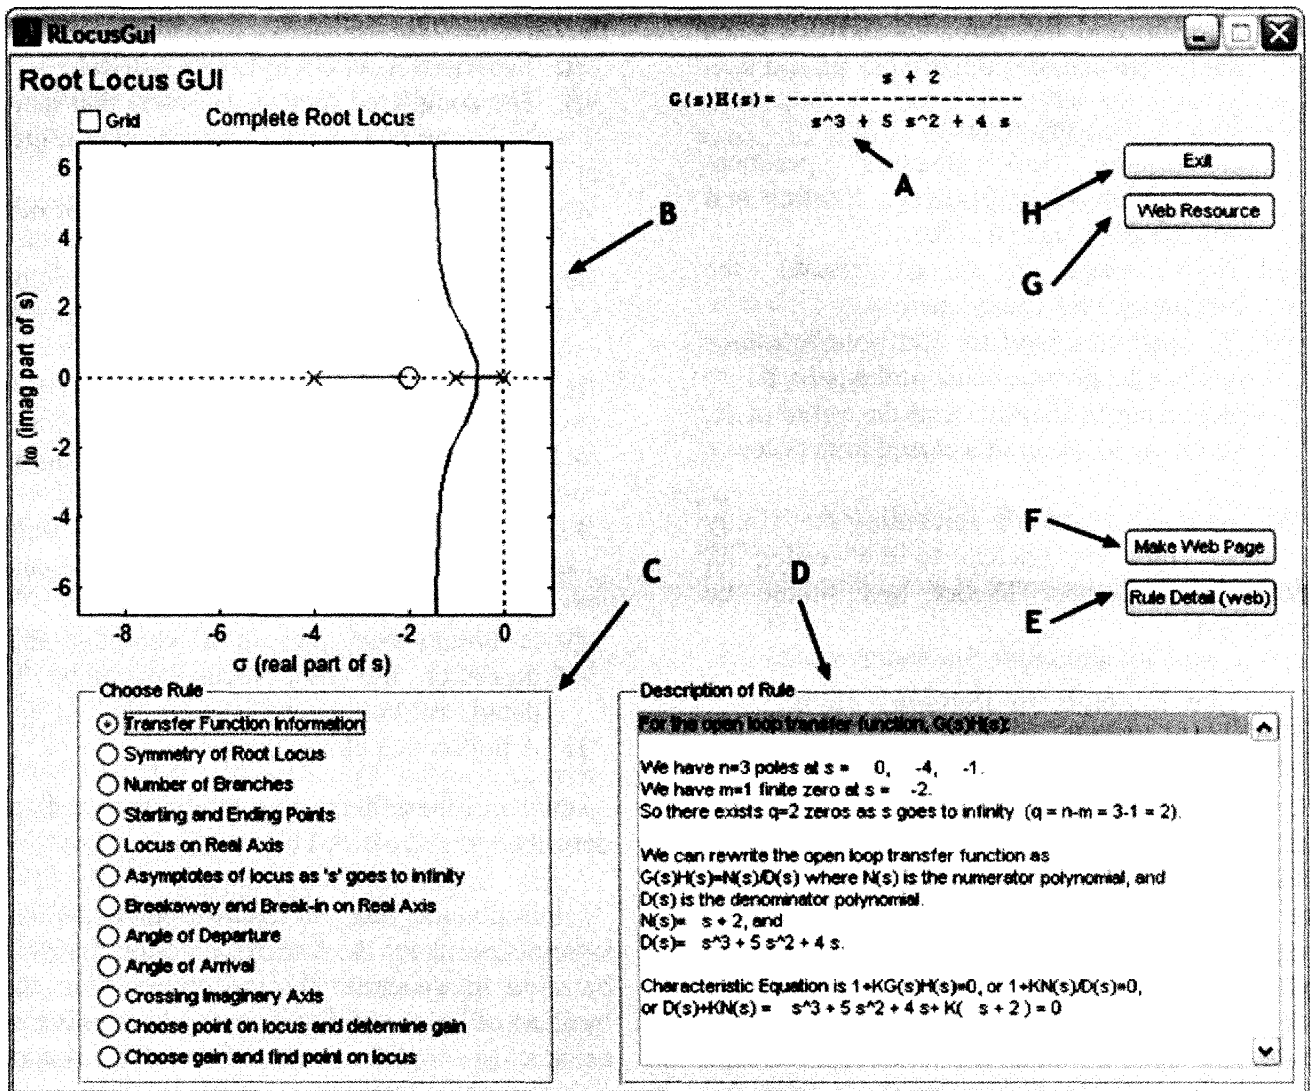 RLocusGui
Root Locus GUI
Grid
Complete Root Locus
G(s)H(s)=
s + 2
-----------------------
s^3 + 5 s^2 + 4 s
A
B
H
G
Exit
Web Resource
6
4
2
0
-2
-4
-6
jω (imag part of s)
-8
-6
-4
-2
0
σ (real part of s)
C
D
F
E
Make Web Page
Rule Detail (web)
Choose Rule
Transfer Function Information
Symmetry of Root Locus
Number of Branches
Starting and Ending Points
Locus on Real Axis
Asymptotes of locus as 's' goes to infinity
Breakaway and Break-in on Real Axis
Angle of Departure
Angle of Arrival
Crossing Imaginary Axis
Choose point on locus and determine gain
Choose gain and find point on locus
Description of Rule
For the open loop transfer function, G(s)H(s):
We have n=3 poles at s = 0, -4, -1.
We have m=1 finite zero at s = -2.
So there exists q=2 zeros as s goes to infinity (q = n-m = 3-1 = 2).
We can rewrite the open loop transfer function as
G(s)H(s)=N(s)/D(s) where N(s) is the numerator polynomial, and
D(s) is the denominator polynomial.
N(s)= s + 2, and
D(s)= s^3 + 5 s^2 + 4 s.
Characteristic Equation is 1+KG(s)H(s)=0, or 1+KN(s)/D(s)=0,
or D(s)+KN(s) = s^3 + 5 s^2 + 4 s+ K( s + 2 ) = 0